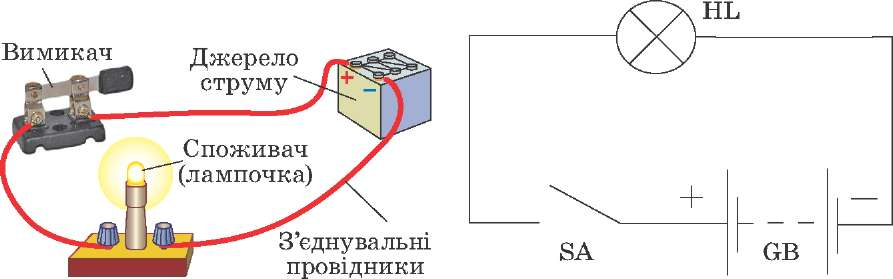 Вимикач
Джерело
струму
+
−
Споживач
(лампочка)
З’єднувальні
провідники
HL
SA
+
−
GB